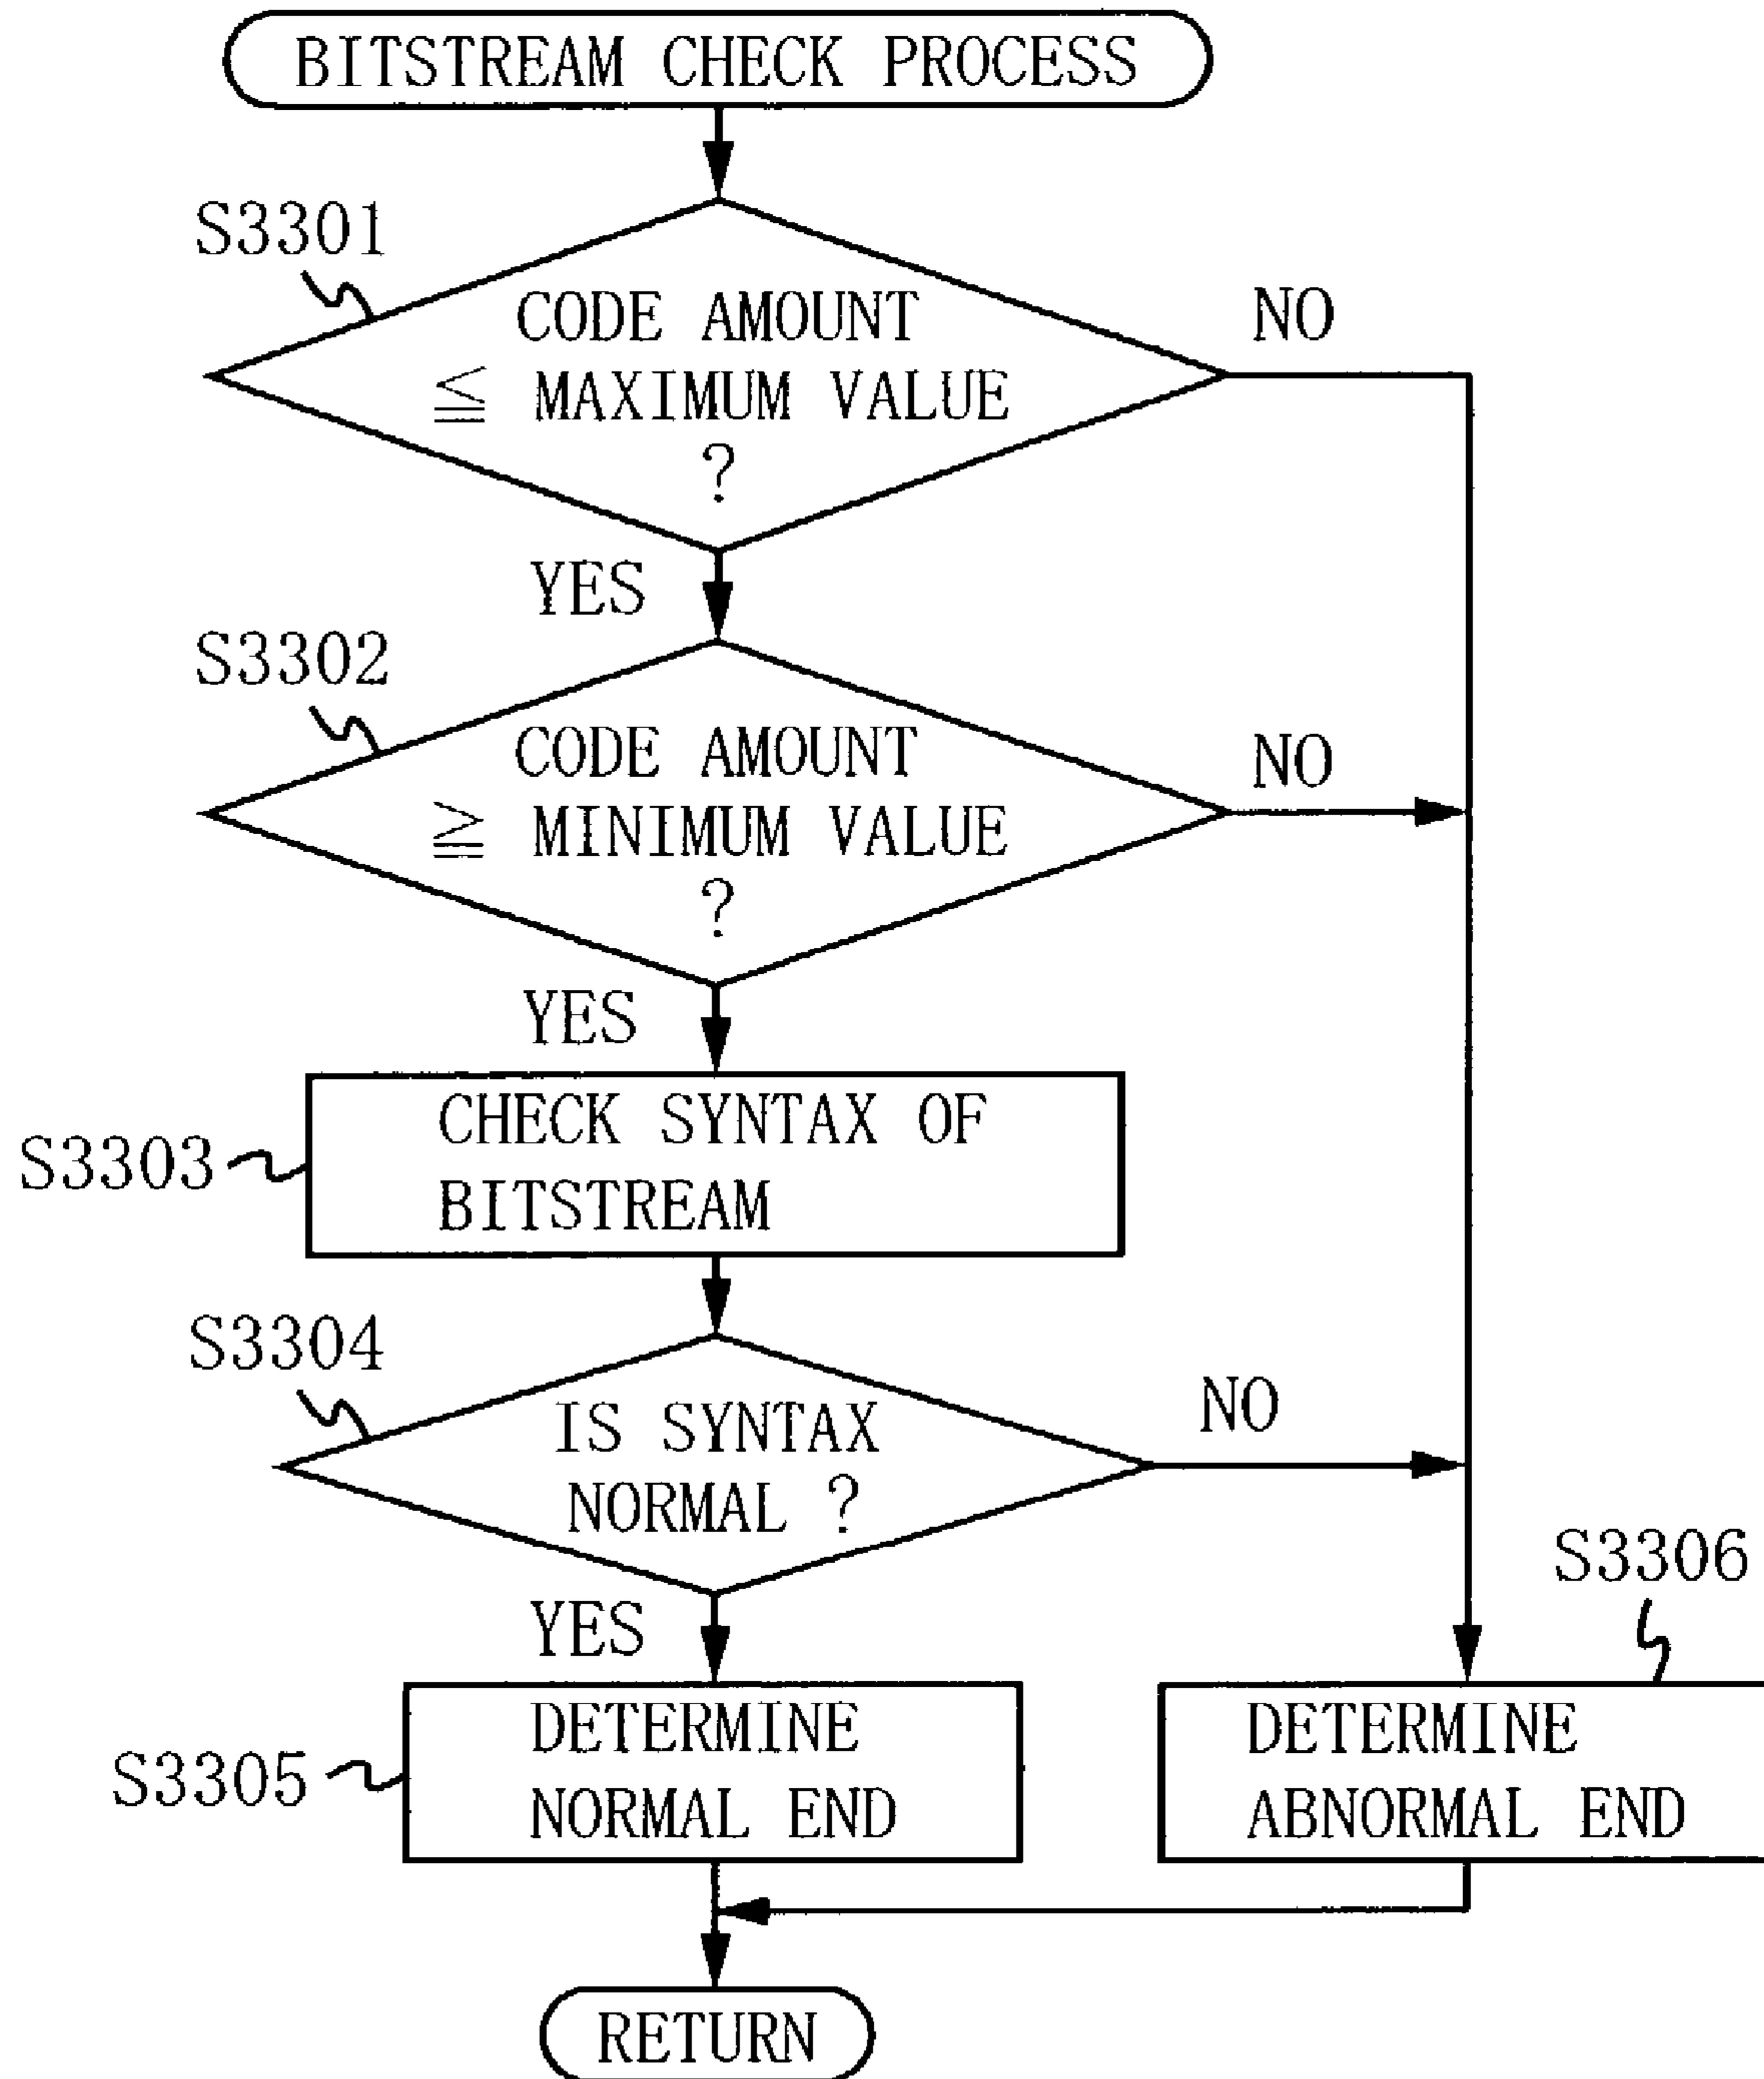 BITSTREAM CHECK PROCESS
S3301
CODE AMOUNT
≦ MAXIMUM VALUE
?
NO
YES
S3302
CODE AMOUNT
≧ MINIMUM VALUE
?
NO
YES
S3303
CHECK SYNTAX OF
BITSTREAM
S3304
IS SYNTAX
NORMAL ?
NO
YES
S3305
DETERMINE
NORMAL END
S3306
DETERMINE
ABNORMAL END
RETURN